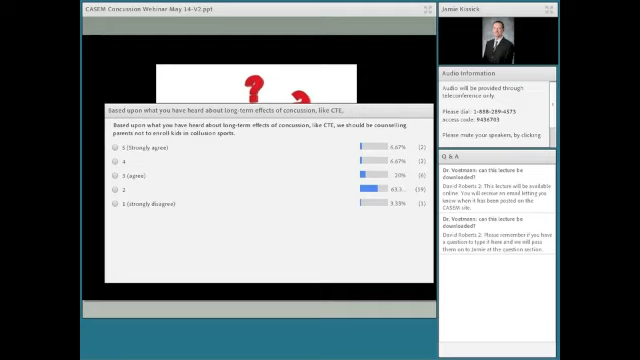 CASEM Concussion Webinar May 14-V2.ppt
Based upon what you have heard about long-term effects of concussion, like CTE,
Based upon what you have heard about long-term effects of concussion, like CTE, we should be counselling
parents not to enroll kids in collusion sports.
5 (Strongly agree) 6.67% (2)
4 6.67% (2)
3 (agree) 20% (6)
2 63.3... (19)
1 (strongly disagree) 3.33% (1)
Jamie Kissick
Audio Information
Audio will be provided through
teleconference only.
Please dial: 1-888-289-4573
access code: 9436703
Please mute your speakers, by clicking
Q & A
Dr. Vostmann: can this lecture be
downloaded?
David Roberts 2: This lecture will be available
online. You will receive an email letting you
know when it has been posted on the
CASEM site.
Dr. Vostmann: can this lecture be
downloaded?
David Roberts 2: Please remember if you have
a question to type it here and we will pass
them on to Jamie at the question section.